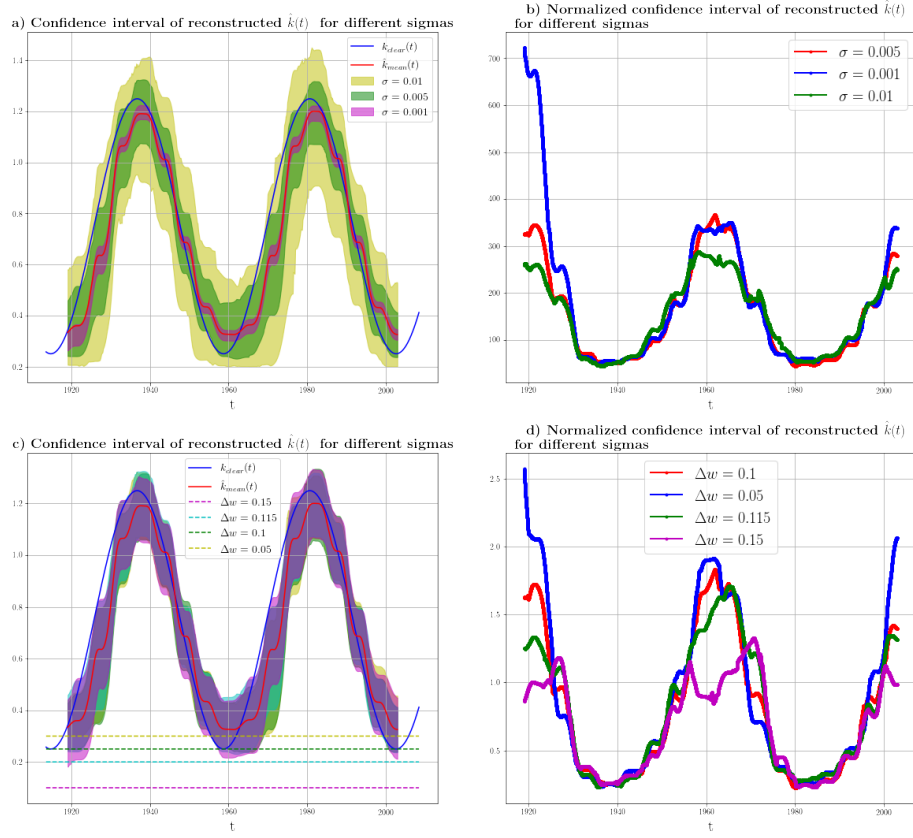 a) Confidence interval of reconstructed k̂(t) for different sigmas
k_clear(t)
k̂_mean(t)
σ = 0.01
σ = 0.005
σ = 0.001
1.4
1.2
1.0
0.8
0.6
0.4
0.2
1920 1940 1960 1980 2000
t
b) Normalized confidence interval of reconstructed k̂(t)
for different sigmas
σ = 0.005
σ = 0.001
σ = 0.01
700
600
500
400
300
200
100
1920 1940 1960 1980 2000
t
c) Confidence interval of reconstructed k̂(t) for different sigmas
k_clear(t)
k̂_mean(t)
Δw = 0.15
Δw = 0.115
Δw = 0.1
Δw = 0.05
1.2
1.0
0.8
0.6
0.4
0.2
1920 1940 1960 1980 2000
t
d) Normalized confidence interval of reconstructed k̂(t)
for different sigmas
Δw = 0.1
Δw = 0.05
Δw = 0.115
Δw = 0.15
2.5
2.0
1.5
1.0
0.5
1920 1940 1960 1980 2000
t